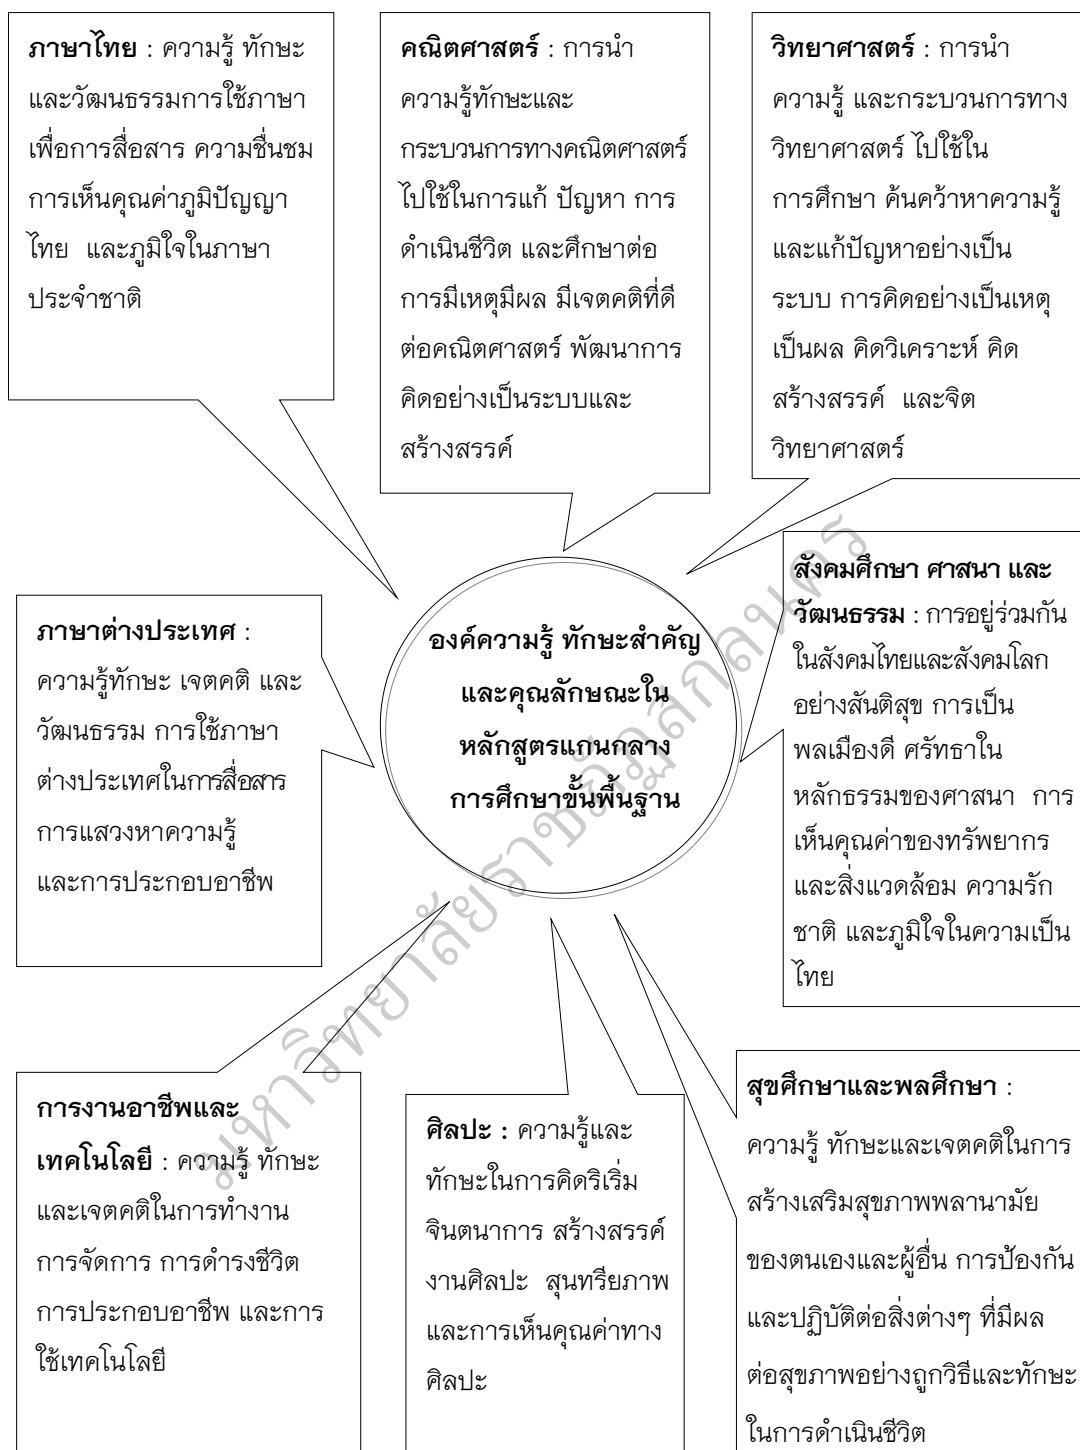 ภาษาไทย : ความรู้ ทักษะ
และวัฒนธรรมการใช้ภาษา
เพื่อการสื่อสาร ความชื่นชม
การเห็นคุณค่าภูมิปัญญา
ไทย และภูมิใจในภาษา
ประจำชาติ
คณิตศาสตร์ : การนำ
ความรู้ทักษะและ
กระบวนการทางคณิตศาสตร์
ไปใช้ในการแก้ ปัญหา การ
ดำเนินชีวิต และศึกษาต่อ
การมีเหตุมีผล มีเจตคติที่ดี
ต่อคณิตศาสตร์ พัฒนาการ
คิดอย่างเป็นระบบและ
สร้างสรรค์
วิทยาศาสตร์ : การนำ
ความรู้ และกระบวนการทาง
วิทยาศาสตร์ ไปใช้ใน
การศึกษา ค้นคว้าหาความรู้
และแก้ปัญหาอย่างเป็น
ระบบ การคิดอย่างเป็นเหตุ
เป็นผล คิดวิเคราะห์ คิด
สร้างสรรค์ และจิต
วิทยาศาสตร์
ภาษาต่างประเทศ :
ความรู้ทักษะ เจตคติ และ
วัฒนธรรม การใช้ภาษา
ต่างประเทศในการสื่อสาร
การแสวงหาความรู้
และการประกอบอาชีพ
องค์ความรู้ ทักษะสำคัญ
และคุณลักษณะใน
หลักสูตรแกนกลาง
การศึกษาขั้นพื้นฐาน
สังคมศึกษา ศาสนา และ
วัฒนธรรม : การอยู่ร่วมกัน
ในสังคมไทยและสังคมโลก
อย่างสันติสุข การเป็น
พลเมืองดี ศรัทธาใน
หลักธรรมของศาสนา การ
เห็นคุณค่าของทรัพยากร
และสิ่งแวดล้อม ความรัก
ชาติ และภูมิใจในความเป็น
ไทย
การงานอาชีพและ
เทคโนโลยี : ความรู้ ทักษะ
และเจตคติในการทำงาน
การจัดการ การดำรงชีวิต
การประกอบอาชีพ และการ
ใช้เทคโนโลยี
ศิลปะ : ความรู้และ
ทักษะในการคิดริเริ่ม
จินตนาการ สร้างสรรค์
งานศิลปะ สุนทรียภาพ
และการเห็นคุณค่าทาง
ศิลปะ
สุขศึกษาและพลศึกษา :
ความรู้ ทักษะและเจตคติในการ
สร้างเสริมสุขภาพพลานามัย
ของตนเองและผู้อื่น การป้องกัน
และปฏิบัติต่อสิ่งต่างๆ ที่มีผล
ต่อสุขภาพอย่างถูกวิธีและทักษะ
ในการดำเนินชีวิต
มหาวิทยาลัยราชภัฏสกลนคร